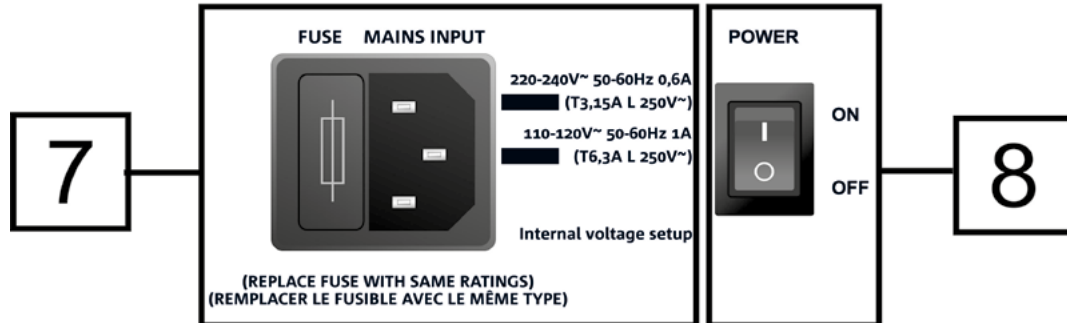 7
FUSE MAINS INPUT
220-240V~ 50-60Hz 0,6A
(T3,15A L 250V~)
110-120V~ 50-60Hz 1A
(T6,3A L 250V~)
Internal voltage setup
(REPLACE FUSE WITH SAME RATINGS)
(REMPLACER LE FUSIBLE AVEC LE MÊME TYPE)
POWER
ON
OFF
8